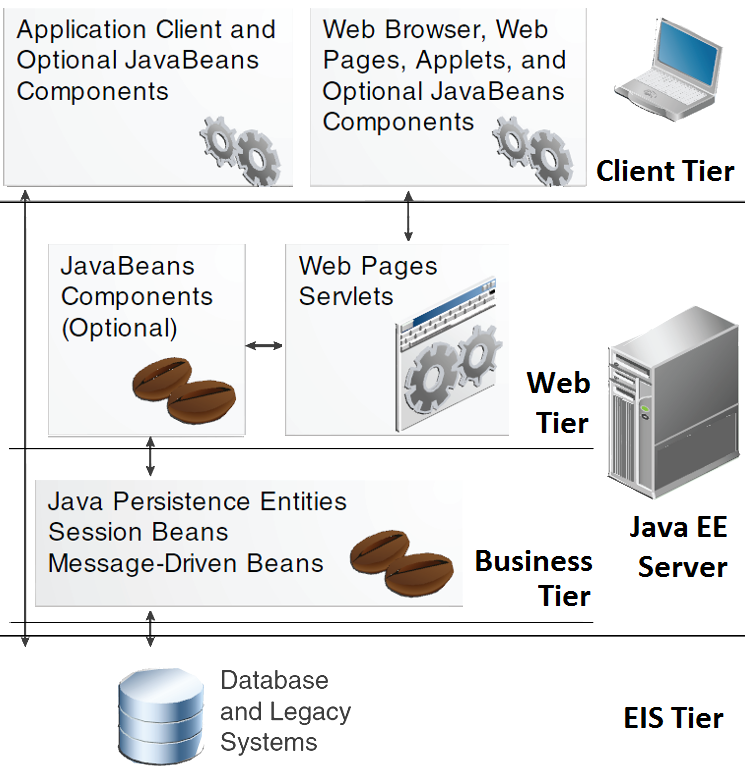 Application Client and
Optional JavaBeans
Components
Web Browser, Web
Pages, Applets, and
Optional JavaBeans
Components
Client Tier
JavaBeans
Components
(Optional)
Web Pages
Servlets
Web
Tier
Java Persistence Entities
Session Beans
Message-Driven Beans
Business
Tier
Java EE
Server
Database
and Legacy
Systems
EIS Tier